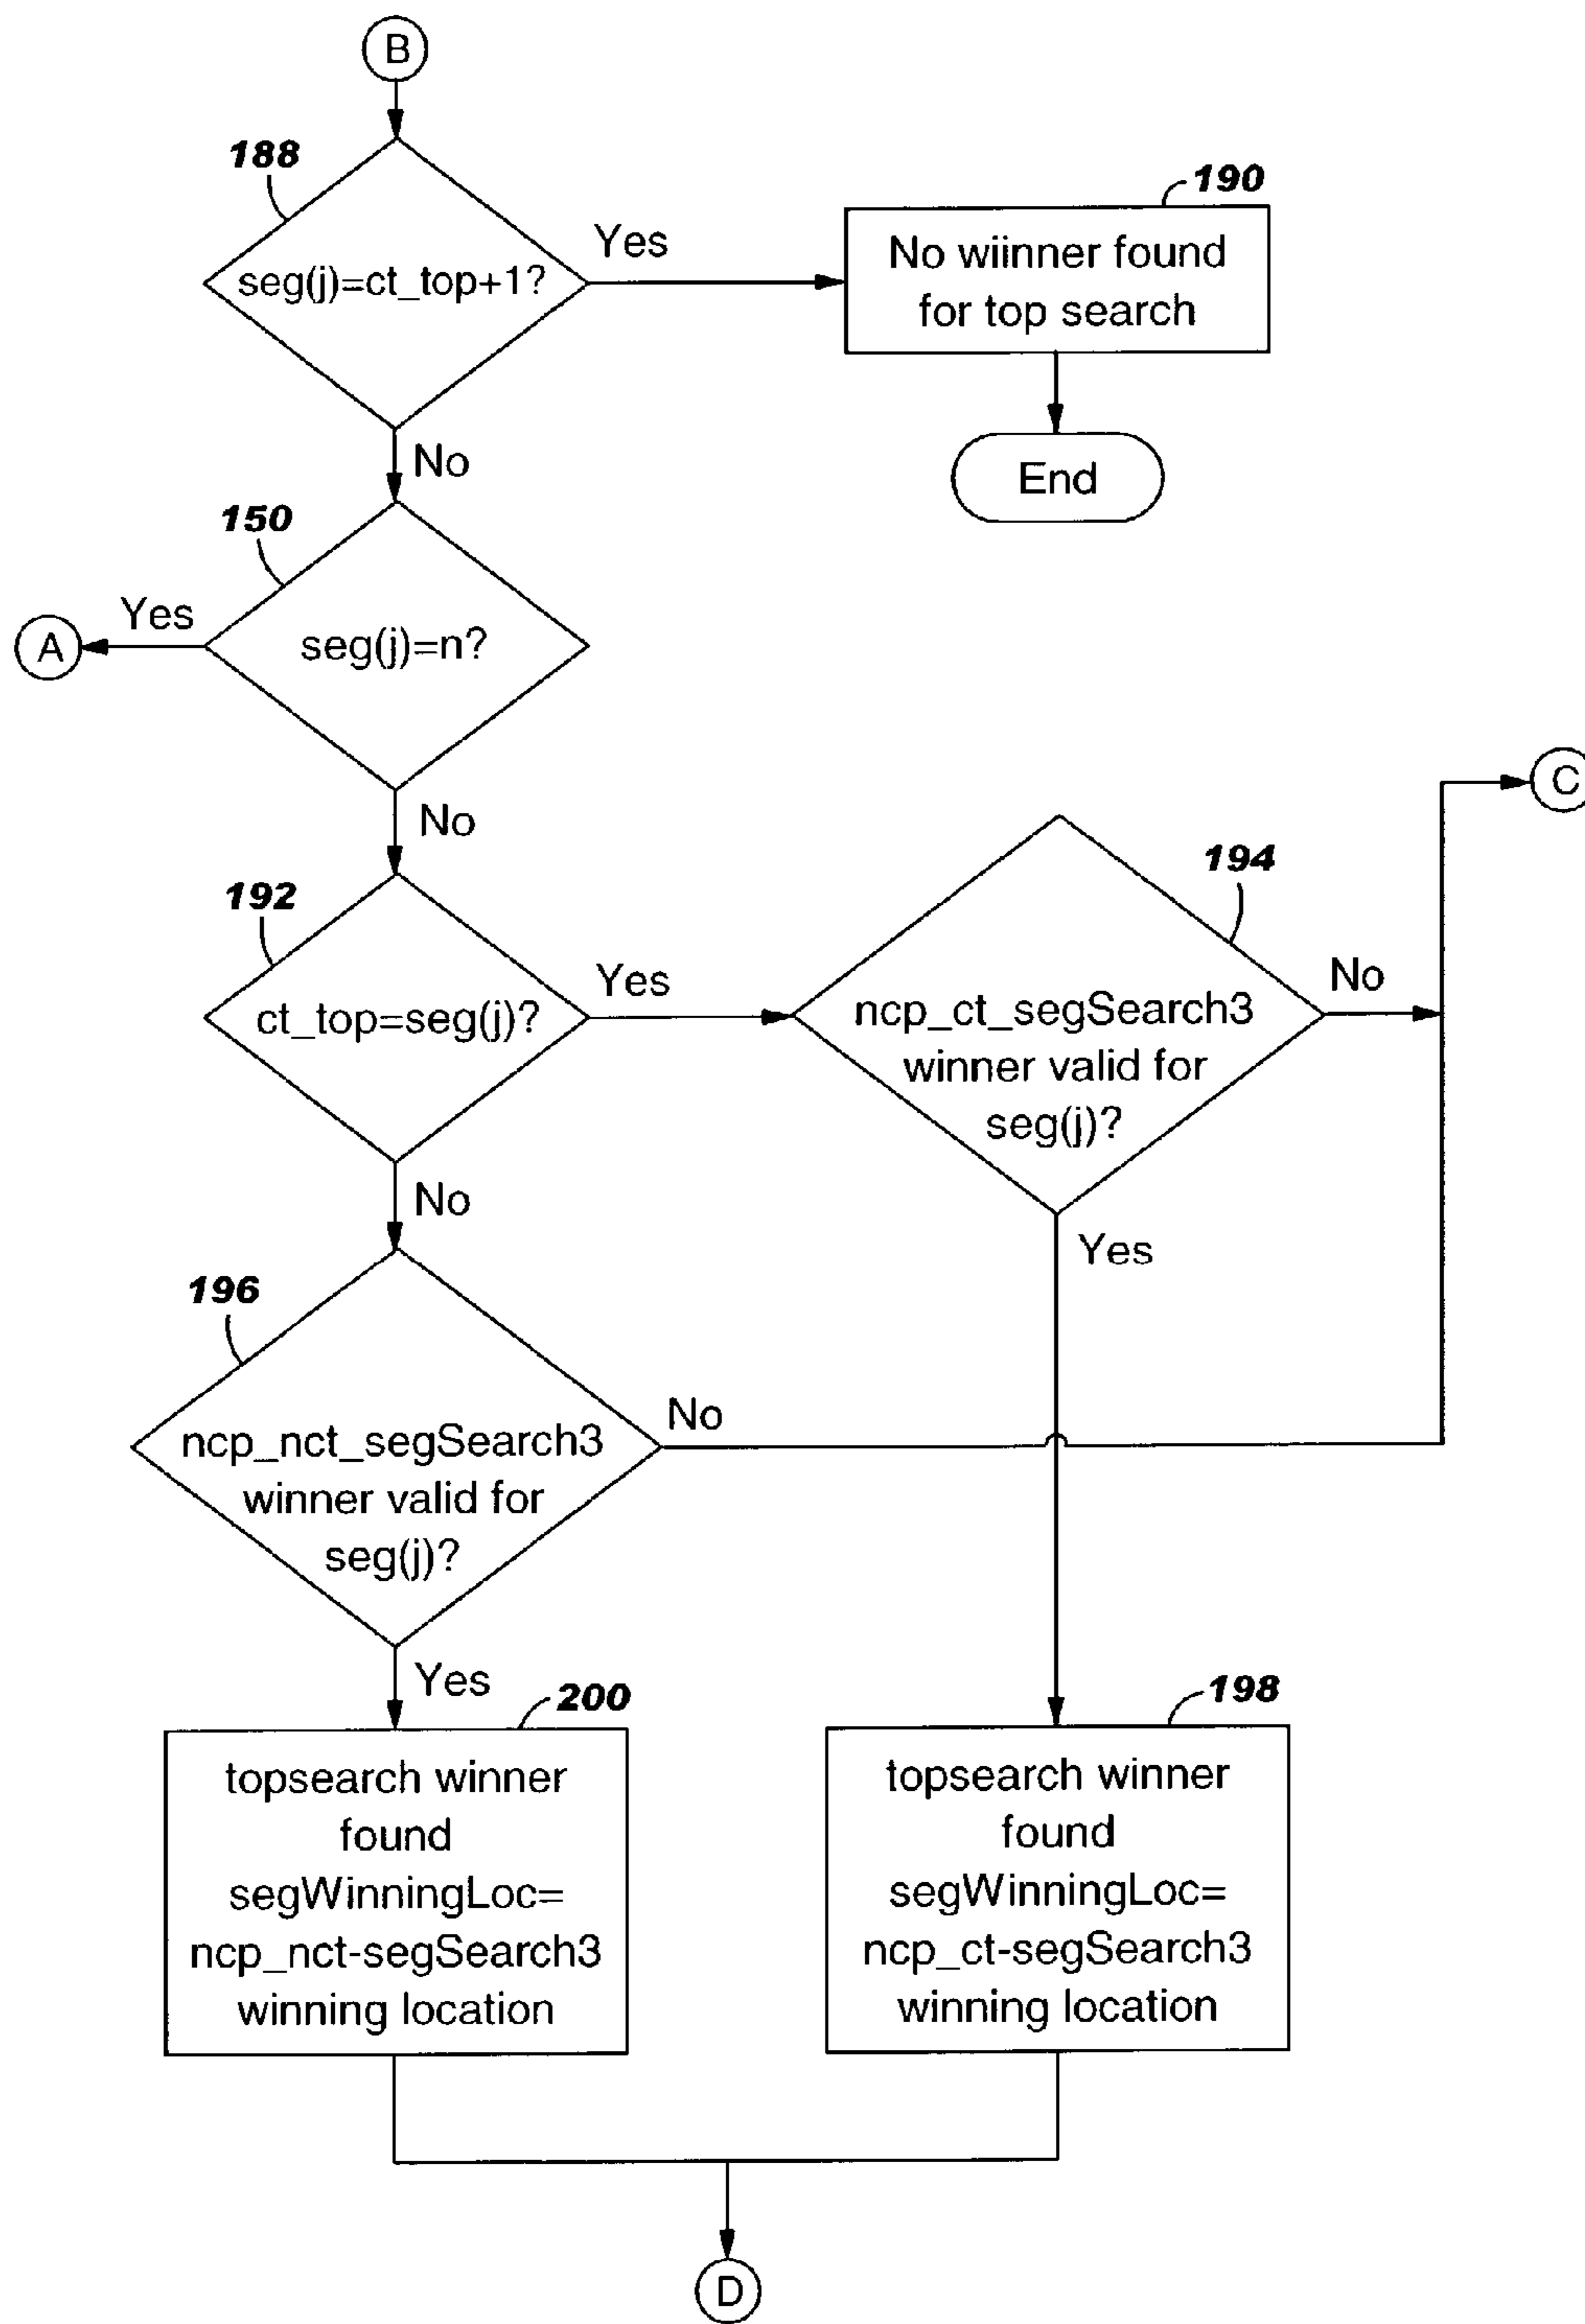 B
188
seg(j)=ct_top+1?
Yes
190
No wiinner found
for top search
No
End
150
Yes
A
seg(j)=n?
C
No
192
194
ct_top=seg(j)?
Yes
ncp_ct_segSearch3
winner valid for
seg(j)?
No
No
Yes
196
ncp_nct_segSearch3
winner valid for
seg(j)?
No
Yes
200
198
topsearch winner
found
segWinningLoc=
ncp_nct-segSearch3
winning location
topsearch winner
found
segWinningLoc=
ncp_ct-segSearch3
winning location
D